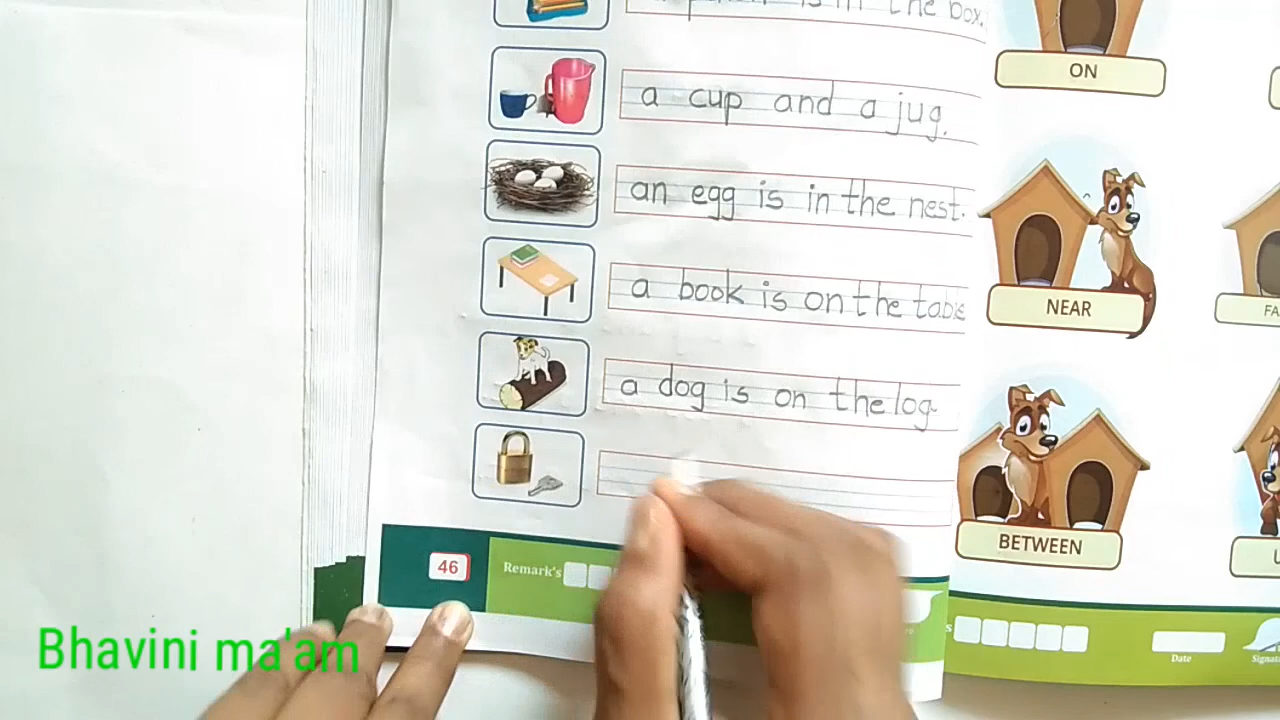 is in the box.
a cup and a jug.
an egg is in the nest.
a book is on the table
a dog is on the log.
46
Remark's
Bhavini ma'am
ON
NEAR
FA
BETWEEN
Date